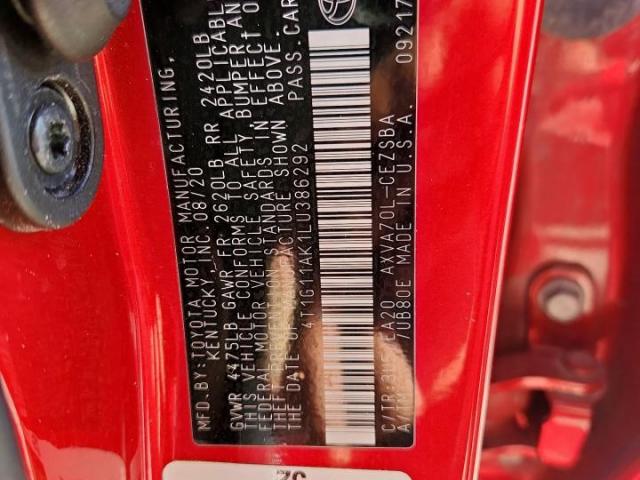 MFD. BY: TOYOTA MOTOR MANUFACTURING,
KENTUCKY, INC. 08/20
GVWR 4475LB GAWR FR 2620LB RR 2420LB
THIS VEHICLE CONFORMS TO ALL APPLICABLE
FEDERAL MOTOR VEHICLE SAFETY, BUMPER AND
THEFT PREVENTION STANDARDS IN EFFECT ON
THE DATE OF MANUFACTURE SHOWN ABOVE.
4T1G11AK1LU386292 PASS. CAR
C/TR: EA20 AXVA70L-CEZSBA 09217
A/TM: /UB80E MADE IN U.S.A.